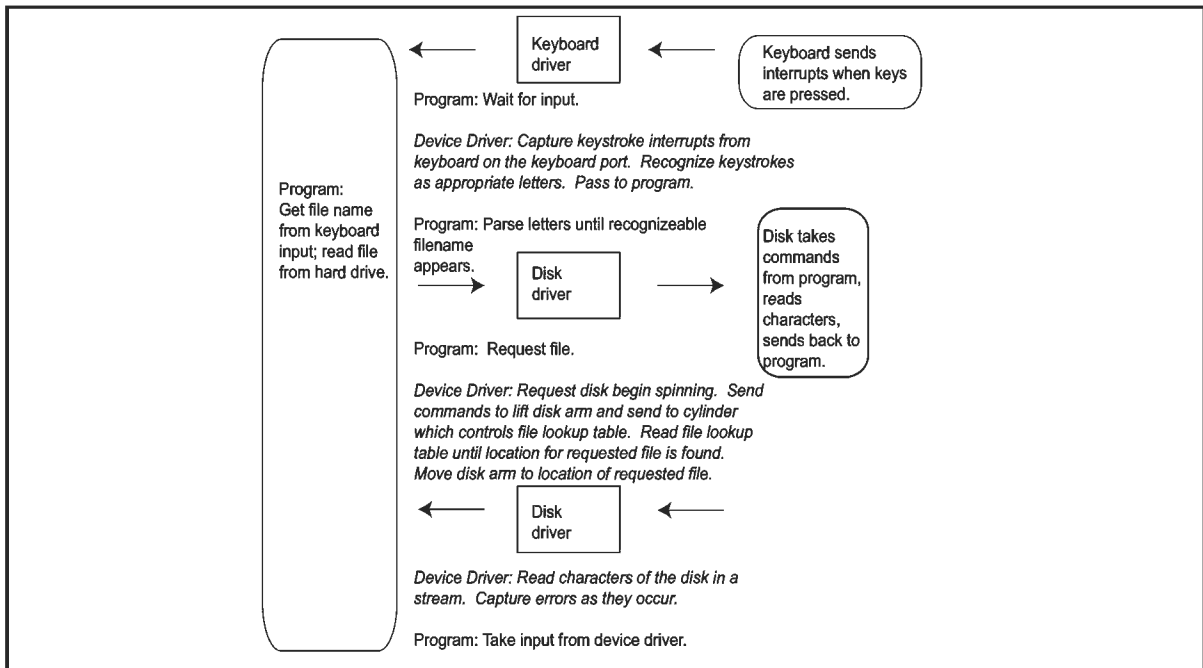 Keyboard
driver
Keyboard sends
interrupts when keys
are pressed.
Program: Wait for input.
Device Driver: Capture keystroke interrupts from
keyboard on the keyboard port.  Recognize keystrokes
as appropriate letters.  Pass to program.
Program:
Get file name
from keyboard
input; read file
from hard drive.
Program: Parse letters until recognizeable
filename
appears.
Disk
driver
Disk takes
commands
from program,
reads
characters,
sends back to
program.
Program:  Request file.
Device Driver: Request disk begin spinning.  Send
commands to lift disk arm and send to cylinder
which controls file lookup table.  Read file lookup
table until location for requested file is found.
Move disk arm to location of requested file.
Disk
driver
Device Driver: Read characters of the disk in a
stream.  Capture errors as they occur.
Program: Take input from device driver.